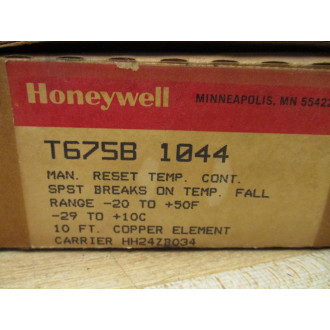 Honeywell
MINNEAPOLIS, MN 55422
T675B 1044
MAN. RESET TEMP. CONT.
SPST BREAKS ON TEMP. FALL
RANGE -20 TO +50F
-29 TO +10C
10 FT. COPPER ELEMENT
CARRIER HH24ZB034